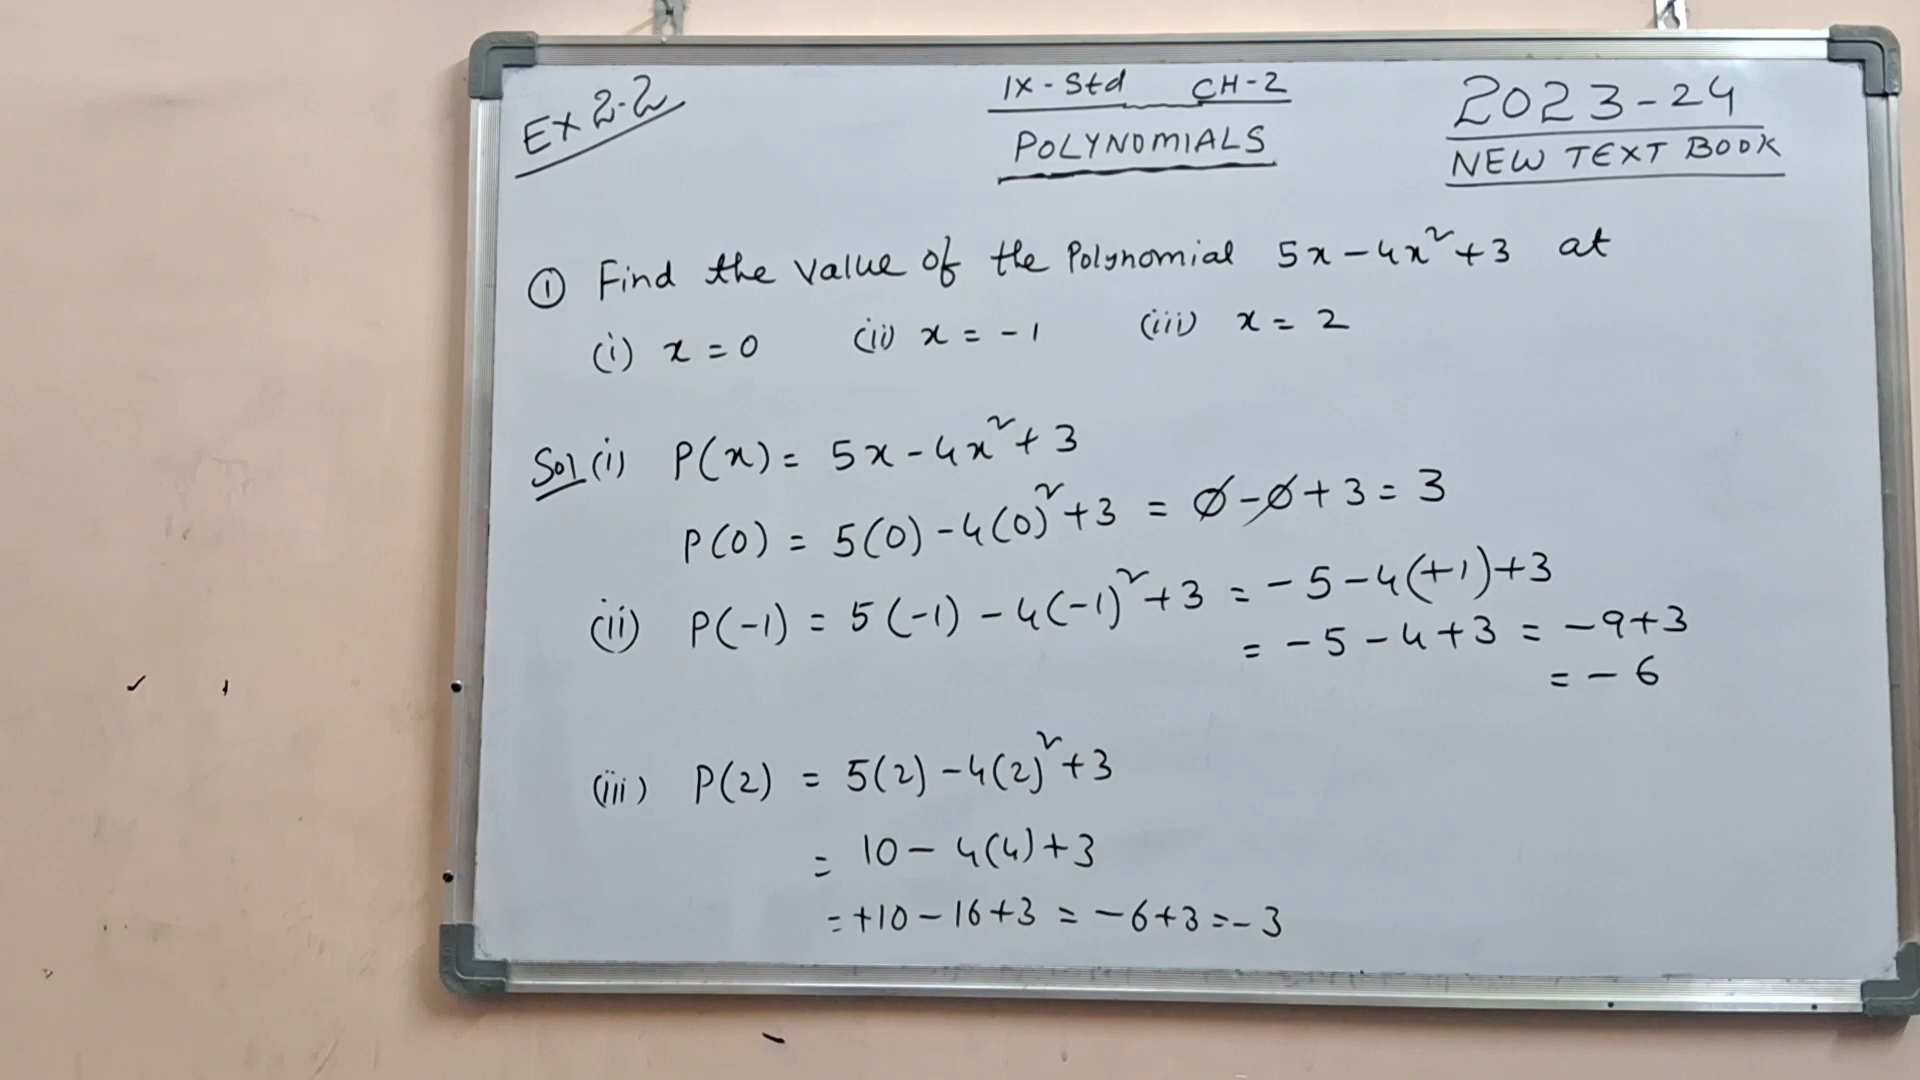 EX 2.2
IX-Std CH-2
POLYNOMIALS
2023-24
NEW TEXT BOOK
① Find the value of the Polynomial 5x-4x²+3 at
(i) x=0 (ii) x=-1 (iii) x=2
Sol (i) P(x)= 5x-4x²+3
P(0) = 5(0)-4(0)²+3 = 0-0+3=3
(ii) P(-1) = 5(-1)-4(-1)²+3 = -5-4(+1)+3
= -5-4+3 = -9+3
= -6
(iii) P(2) = 5(2)-4(2)²+3
= 10-4(4)+3
= +10-16+3 = -6+3=-3